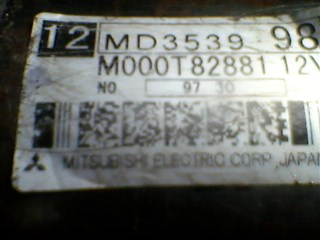 12 MD3539 98
M000T82881 12V
NO 97 30
MITSUBISHI ELECTRIC CORP. JAPAN